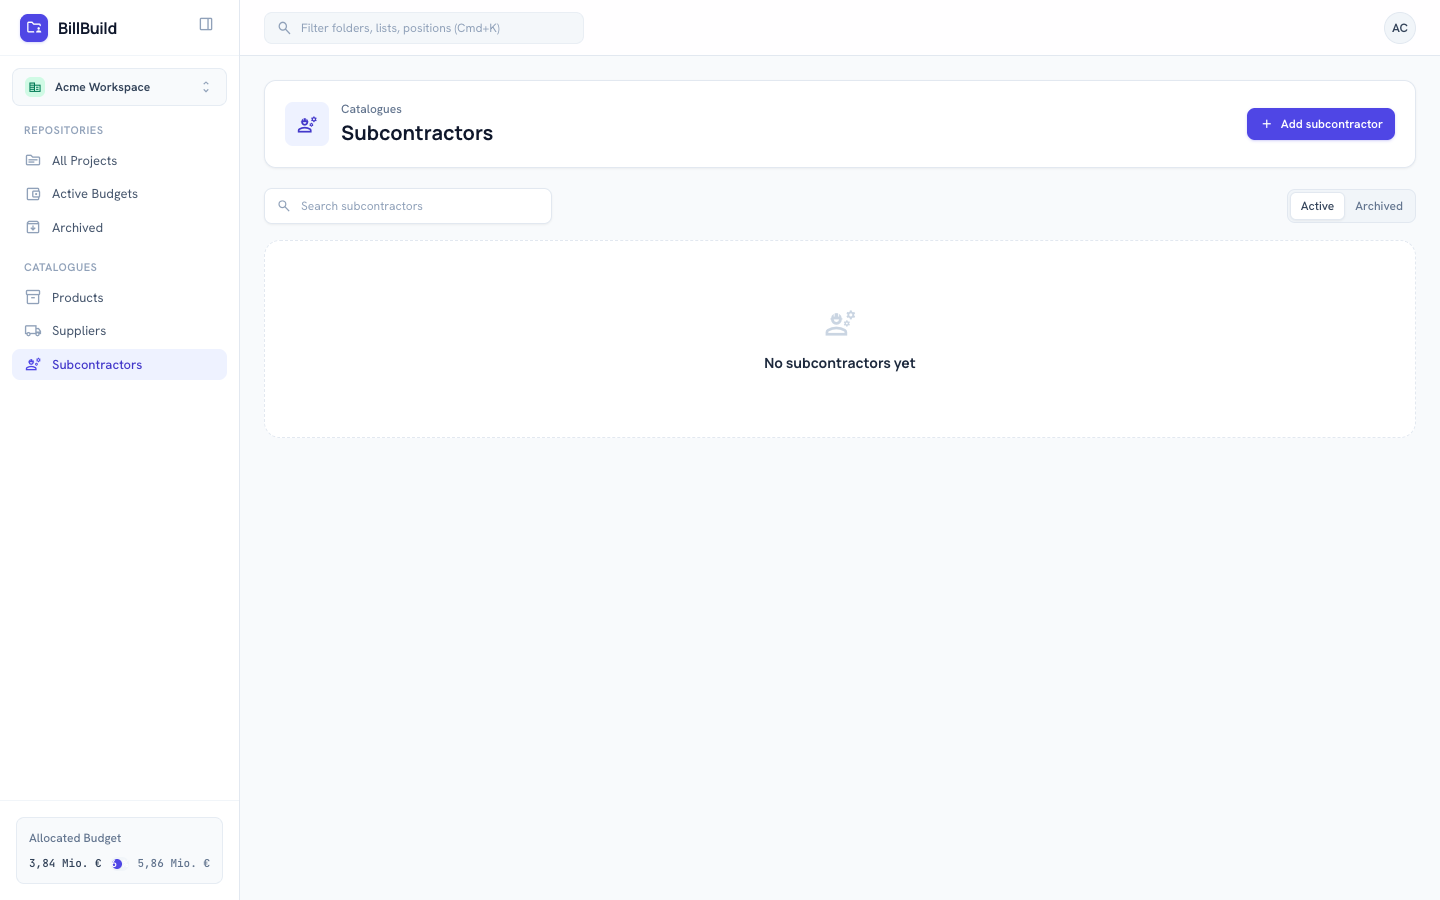 BillBuild
Filter folders, lists, positions (Cmd+K)
AC
Acme Workspace
REPOSITORIES
All Projects
Active Budgets
Archived
CATALOGUES
Products
Suppliers
Subcontractors
Allocated Budget
3,84 Mio. €
5,86 Mio. €
Catalogues
Subcontractors
Add subcontractor
Search subcontractors
Active
Archived
No subcontractors yet